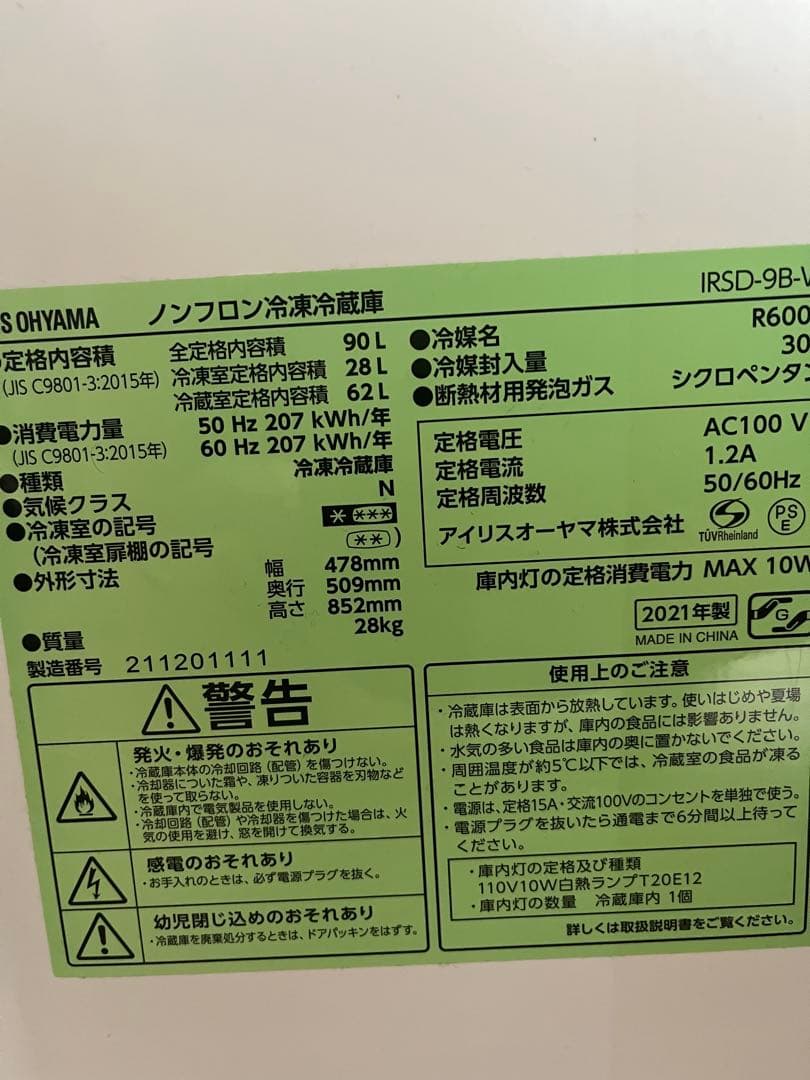 S OHYAMA ノンフロン冷凍冷蔵庫 IRSD-9B-
定格内容積
(JIS C9801-3:2015年)
全定格内容積 90 L
冷凍室定格内容積 28 L
冷蔵室定格内容積 62 L
●消費電力量
(JIS C9801-3:2015年)
50 Hz 207 kWh/年
60 Hz 207 kWh/年
●種類 冷凍冷蔵庫
●気候クラス N
●冷凍室の記号 * ***
(冷凍室扉棚の記号 **)
●外形寸法 幅 478mm
奥行 509mm
高さ 852mm
●質量 28kg
製造番号 211201111
●冷媒名 R600
●冷媒封入量 30
●断熱材用発泡ガス シクロペンタン
定格電圧 AC100 V
定格電流 1.2A
定格周波数 50/60Hz
アイリスオーヤマ株式会社 TÜVRheinland PS E
庫内灯の定格消費電力 MAX 10W
2021年製
MADE IN CHINA
G
警告
発火・爆発のおそれあり
・冷蔵庫本体の冷却回路(配管)を傷つけない。
・冷却器についた霜や、凍りついた容器を刃物など
を使って取らない。
・冷蔵庫内で電気製品を使用しない。
・冷却回路(配管)や冷却器を傷つけた場合は、火
気の使用を避け、窓を開けて換気する。
感電のおそれあり
・お手入れのときは、必ず電源プラグを抜く。
幼児閉じ込めのおそれあり
・冷蔵庫を廃棄処分するときは、ドアパッキンをはずす。
使用上のご注意
・冷蔵庫は表面から放熱しています。使いはじめや夏場
は熱くなりますが、庫内の食品には影響ありません。
・水気の多い食品は庫内の奥に置かないでください。
・周囲温度が約5℃以下では、冷蔵室の食品が凍る
ことがあります。
・電源は、定格15A・交流100Vのコンセントを単独で使う。
・電源プラグを抜いたら通電まで6分間以上待って
ください。
・庫内灯の定格及び種類
110V10W白熱ランプT20E12
・庫内灯の数量 冷蔵庫内 1個
詳しくは取扱説明書をご覧ください。